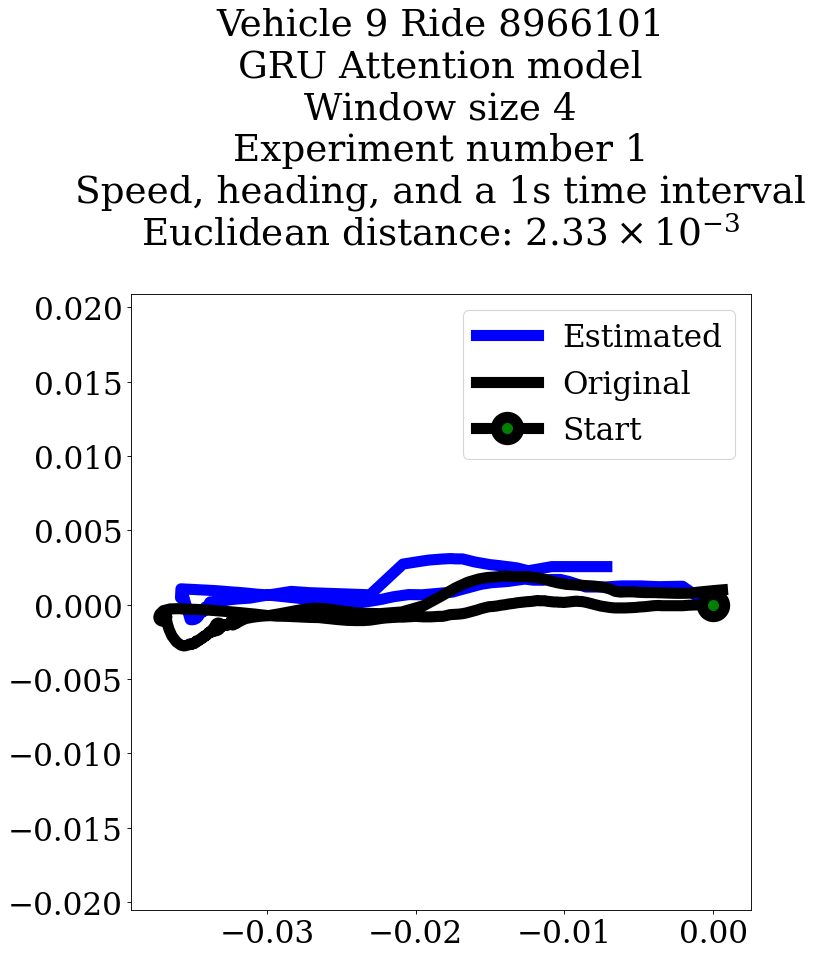 Vehicle 9 Ride 8966101
GRU Attention model
Window size 4
Experiment number 1
Speed, heading, and a 1s time interval
Euclidean distance: 2.33 × 10⁻³
Estimated
Original
Start
0.020
0.015
0.010
0.005
0.000
−0.005
−0.010
−0.015
−0.020
−0.03 −0.02 −0.01 0.00